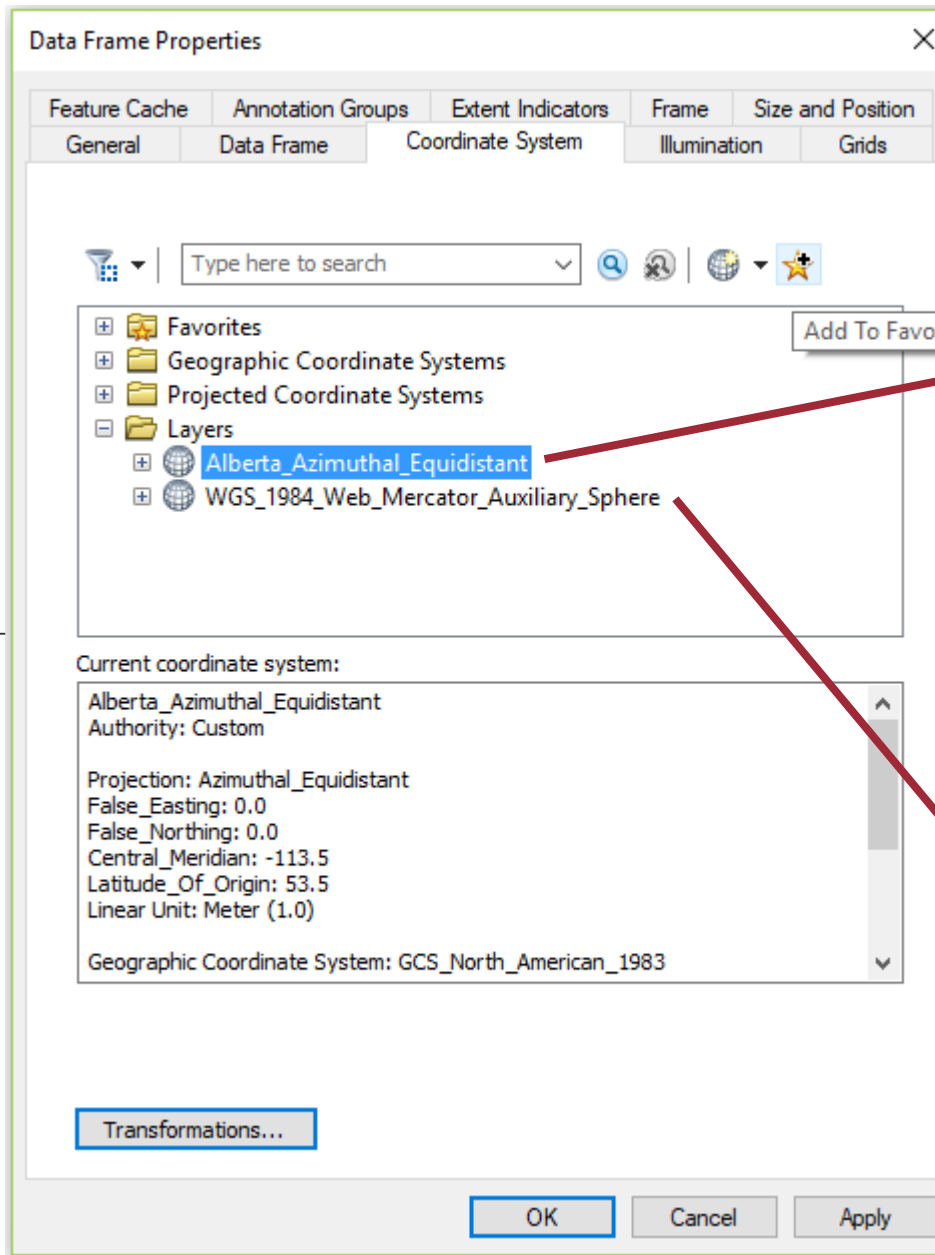 Data Frame Properties
Feature Cache Annotation Groups Extent Indicators Frame Size and Position
General Data Frame Coordinate System Illumination Grids
Type here to search
Favorites
Add To Favo
Geographic Coordinate Systems
Projected Coordinate Systems
Layers
Alberta_Azimuthal_Equidistant
WGS_1984_Web_Mercator_Auxiliary_Sphere
Current coordinate system:
Alberta_Azimuthal_Equidistant
Authority: Custom
Projection: Azimuthal_Equidistant
False_Easting: 0.0
False_Northing: 0.0
Central_Meridian: -113.5
Latitude_Of_Origin: 53.5
Linear Unit: Meter (1.0)
Geographic Coordinate System: GCS_North_American_1983
Transformations...
OK Cancel Apply